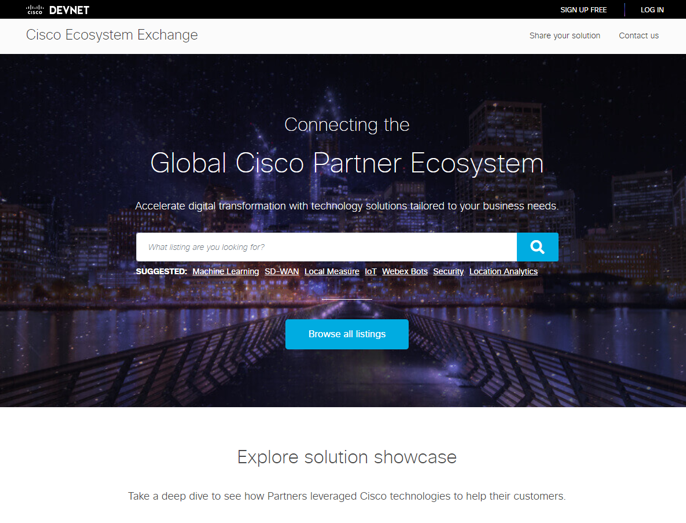 CISCO DEVNET SIGN UP FREE LOG IN
Cisco Ecosystem Exchange Share your solution Contact us
Connecting the
Global Cisco Partner Ecosystem
Accelerate digital transformation with technology solutions tailored to your business needs.
What listing are you looking for?
SUGGESTED: Machine Learning SD-WAN Local Measure IoT Webex Bots Security Location Analytics
Browse all listings
Explore solution showcase
Take a deep dive to see how Partners leveraged Cisco technologies to help their customers.